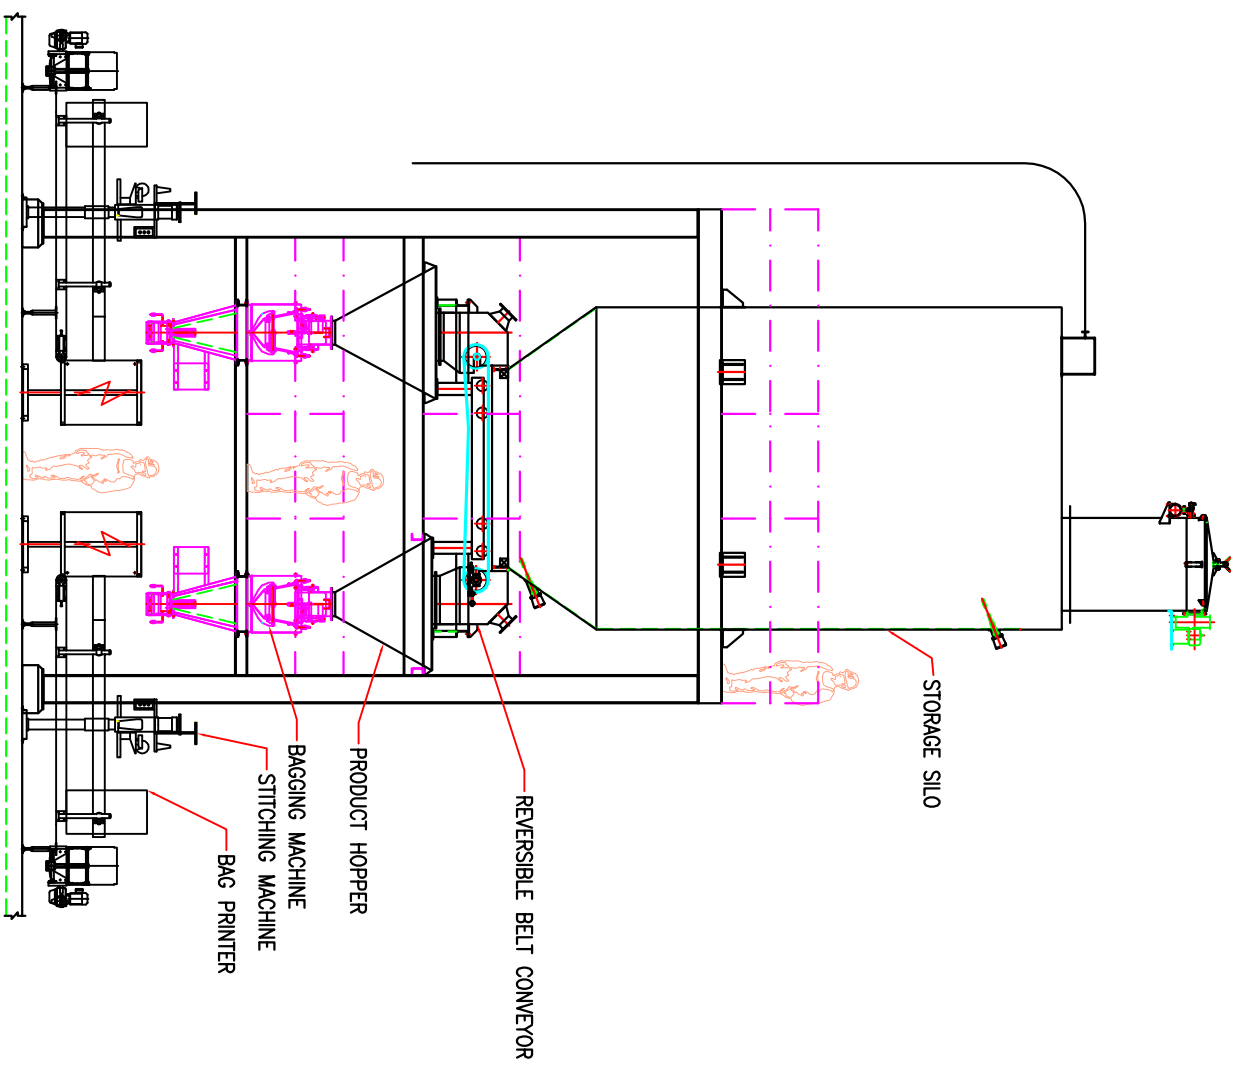 STORAGE SILO
REVERSIBLE BELT CONVEYOR
PRODUCT HOPPER
BAGGING MACHINE
STITCHING MACHINE
BAG PRINTER